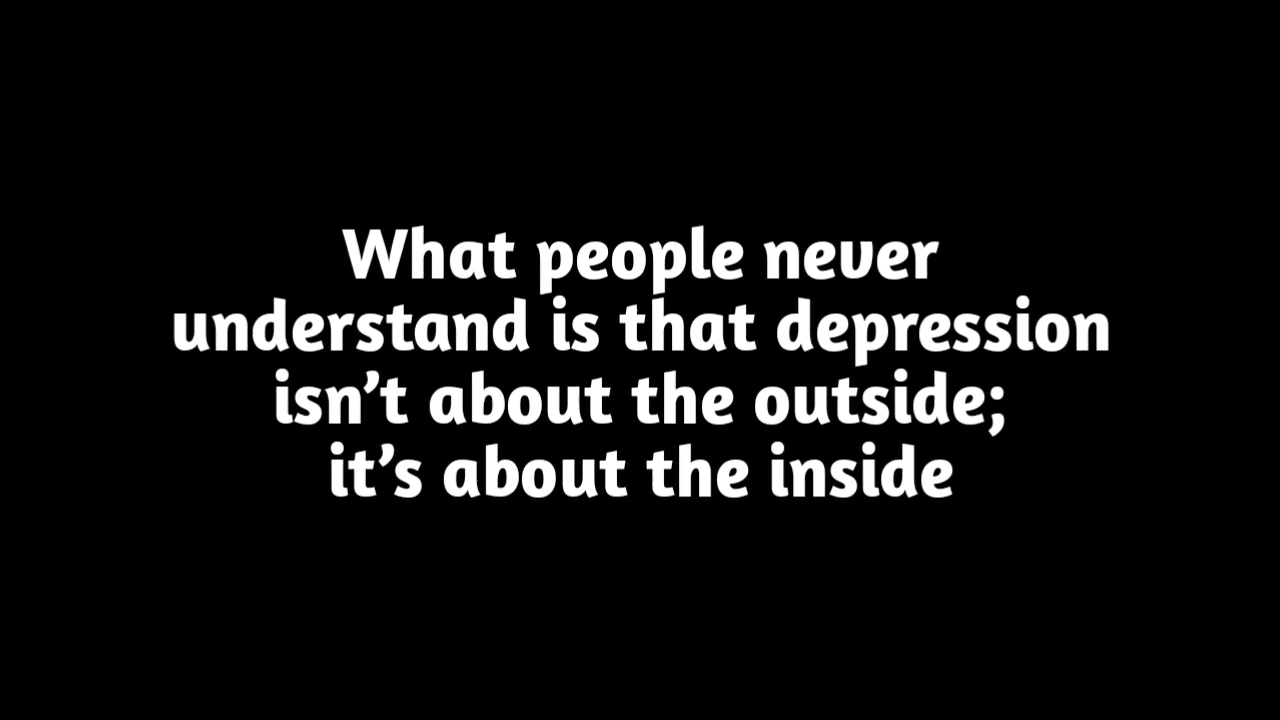 What people never
understand is that depression
isn’t about the outside;
it’s about the inside